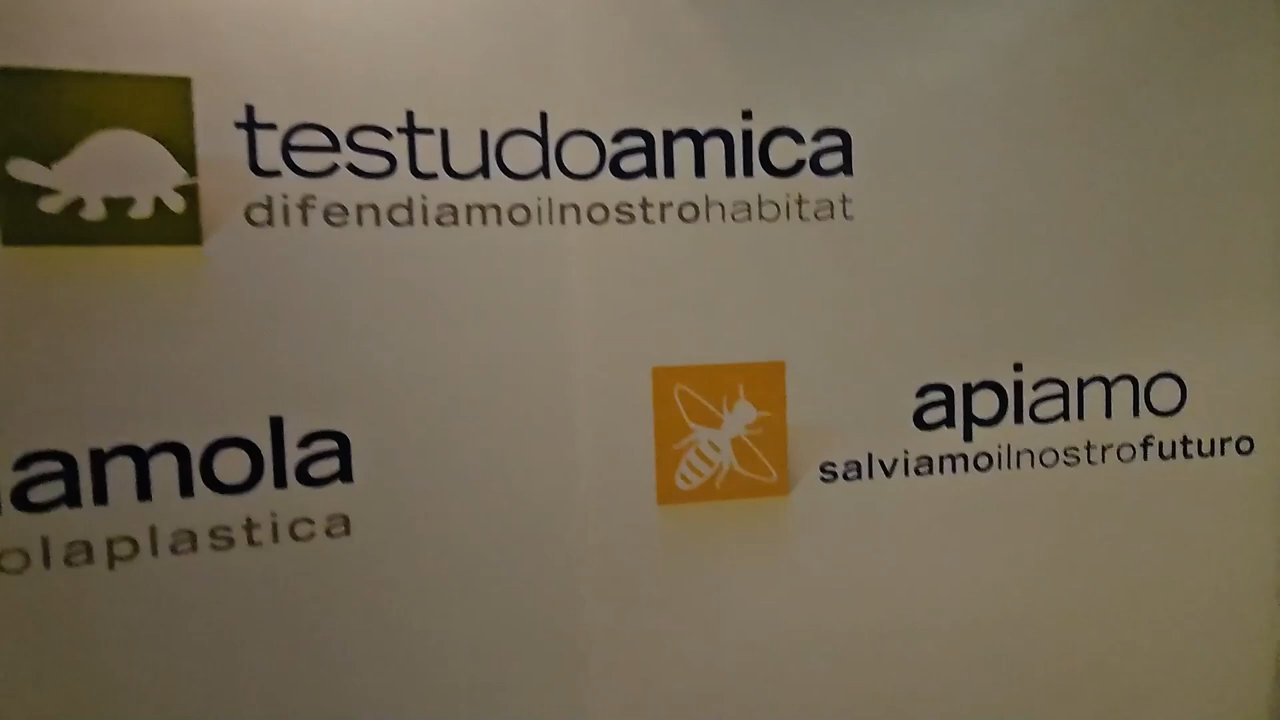 testudoamica
difendiamoilnostrohabitat
amola
olaplastica
apiamo
salviamoilnostrofuturo